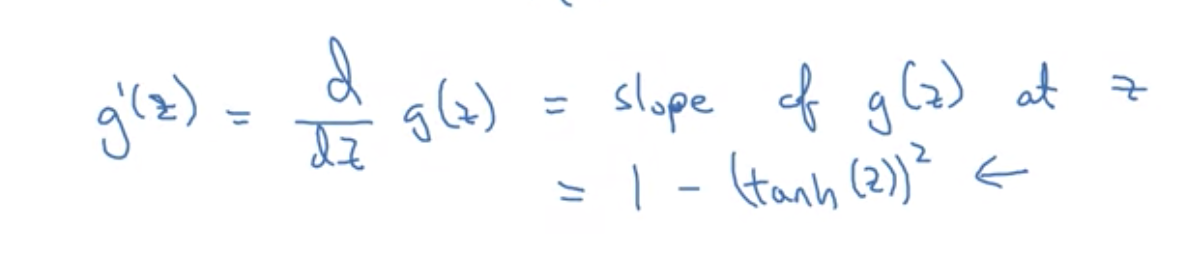 g'(z) = d/dz g(z) = slope of g(z) at z
= 1 - (tanh(z))² ←